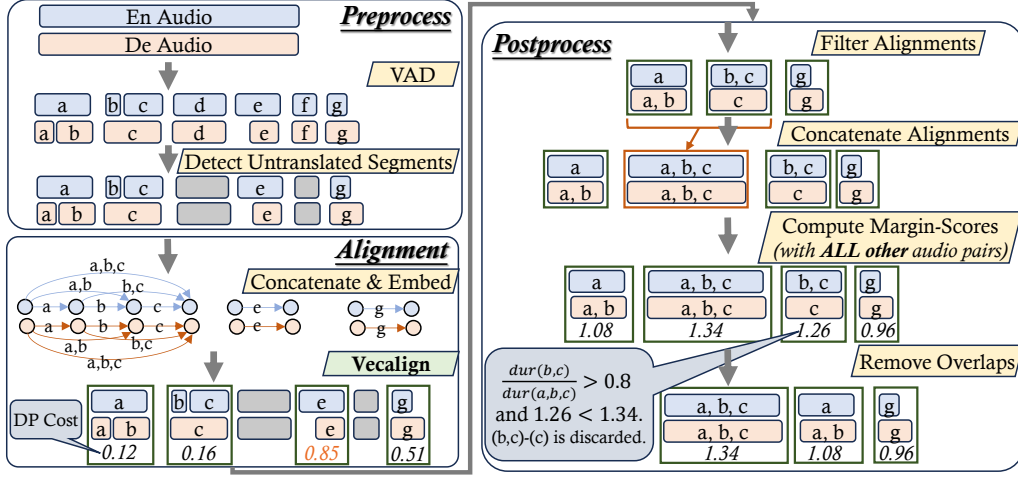 Preprocess
En Audio
De Audio
VAD
a b c d e f g
a b c d e f g
Detect Untranslated Segments
a b c e g
a b c e g
Alignment
Concatenate & Embed
a,b,c
a,b b,c
a b c e g
a b c e g
a,b b,c
a,b,c
Vecalign
DP Cost
a b c e g
a b c e g
0.12 0.16 0.85 0.51
Postprocess
Filter Alignments
a b, c g
a, b c g
Concatenate Alignments
a a, b, c b, c g
a, b a, b, c c g
Compute Margin-Scores
(with ALL other audio pairs)
a a, b, c b, c g
a, b a, b, c c g
1.08 1.34 1.26 0.96
Remove Overlaps
dur(b,c)
dur(a,b,c)
> 0.8
and 1.26 < 1.34.
(b,c)-(c) is discarded.
a, b, c a g
a, b, c a, b g
1.34 1.08 0.96